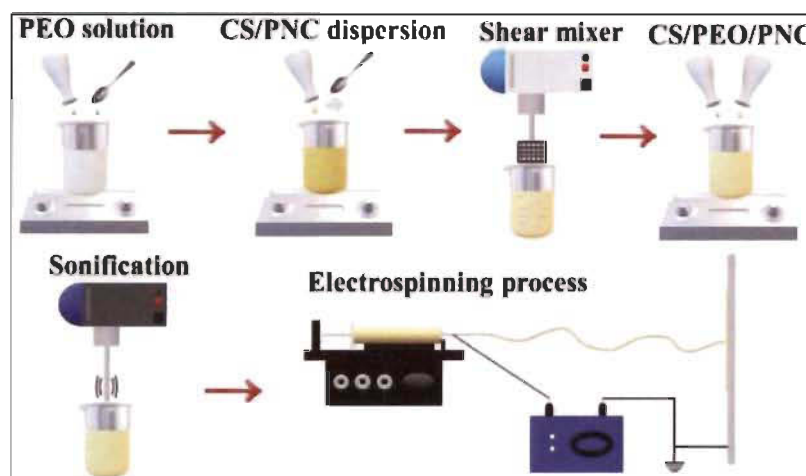 PEO solution
CS/PNC dispersion
Shear mixer
CS/PEO/PNC
Sonification
Electrospinning process